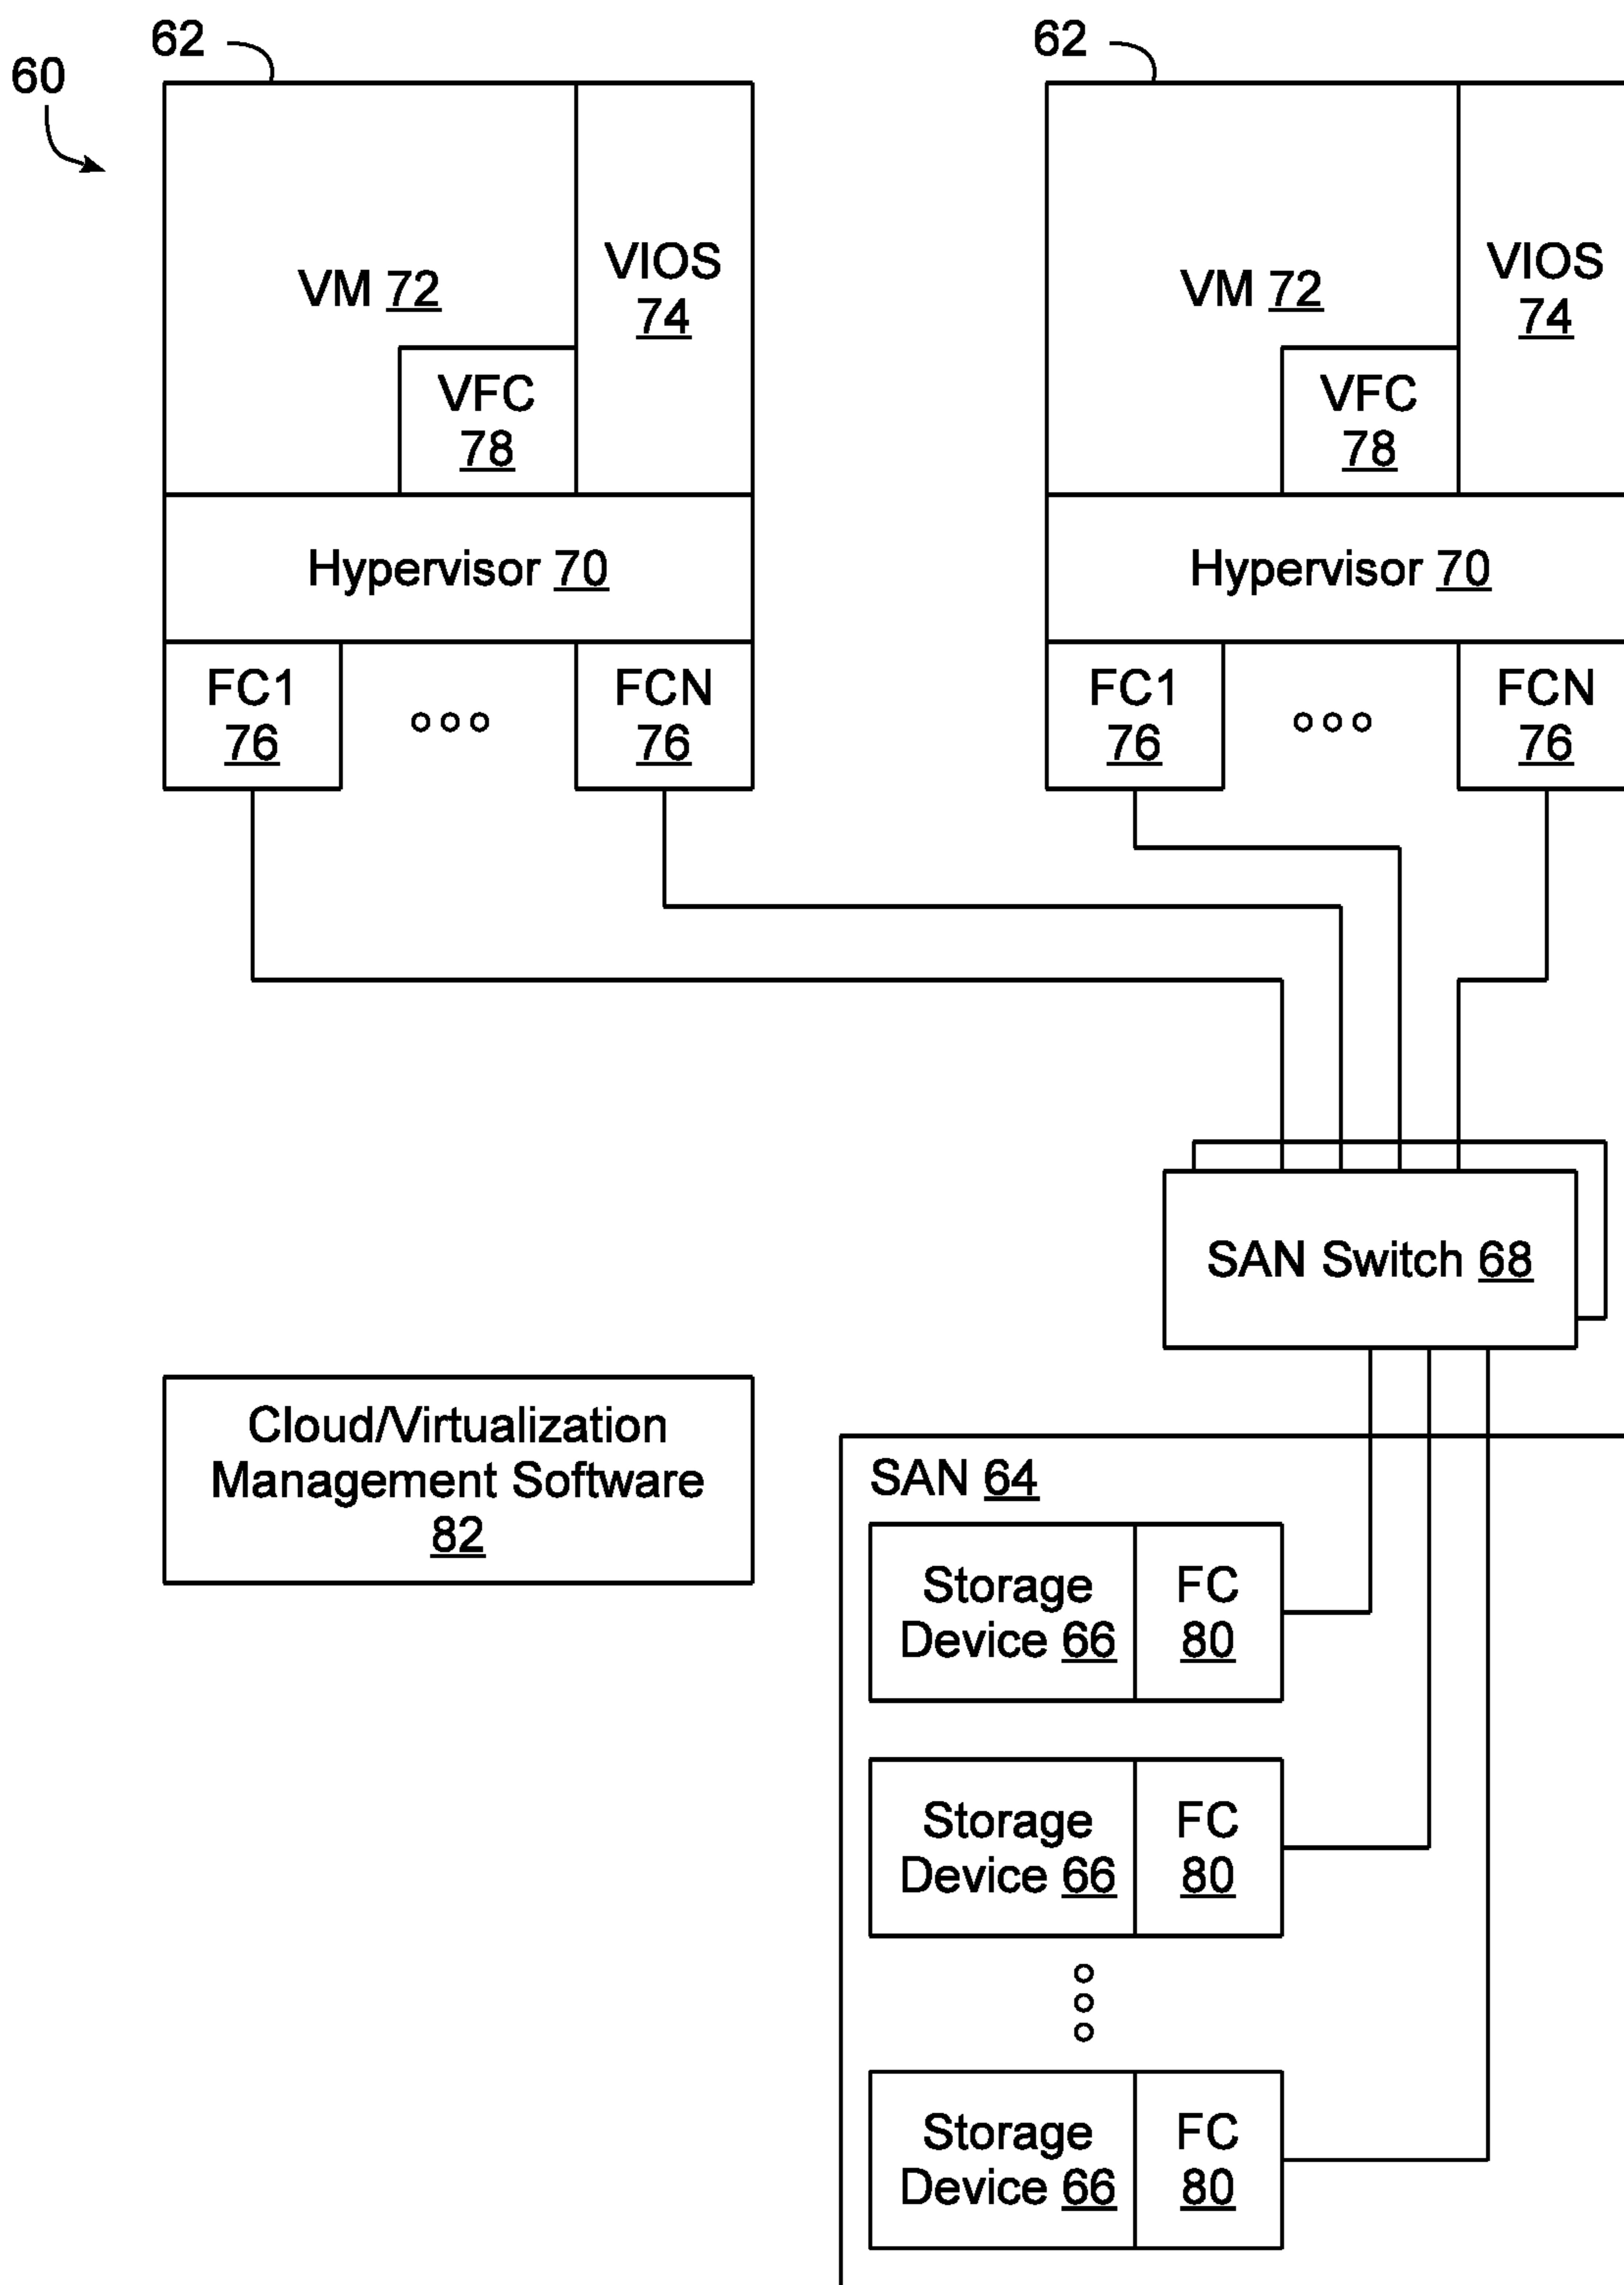 60
62
62
VM 72
VIOS
74
VFC
78
Hypervisor 70
FC1
76
FCN
76
VM 72
VIOS
74
VFC
78
Hypervisor 70
FC1
76
FCN
76
SAN Switch 68
Cloud/Virtualization
Management Software
82
SAN 64
Storage
Device 66
FC
80
Storage
Device 66
FC
80
Storage
Device 66
FC
80